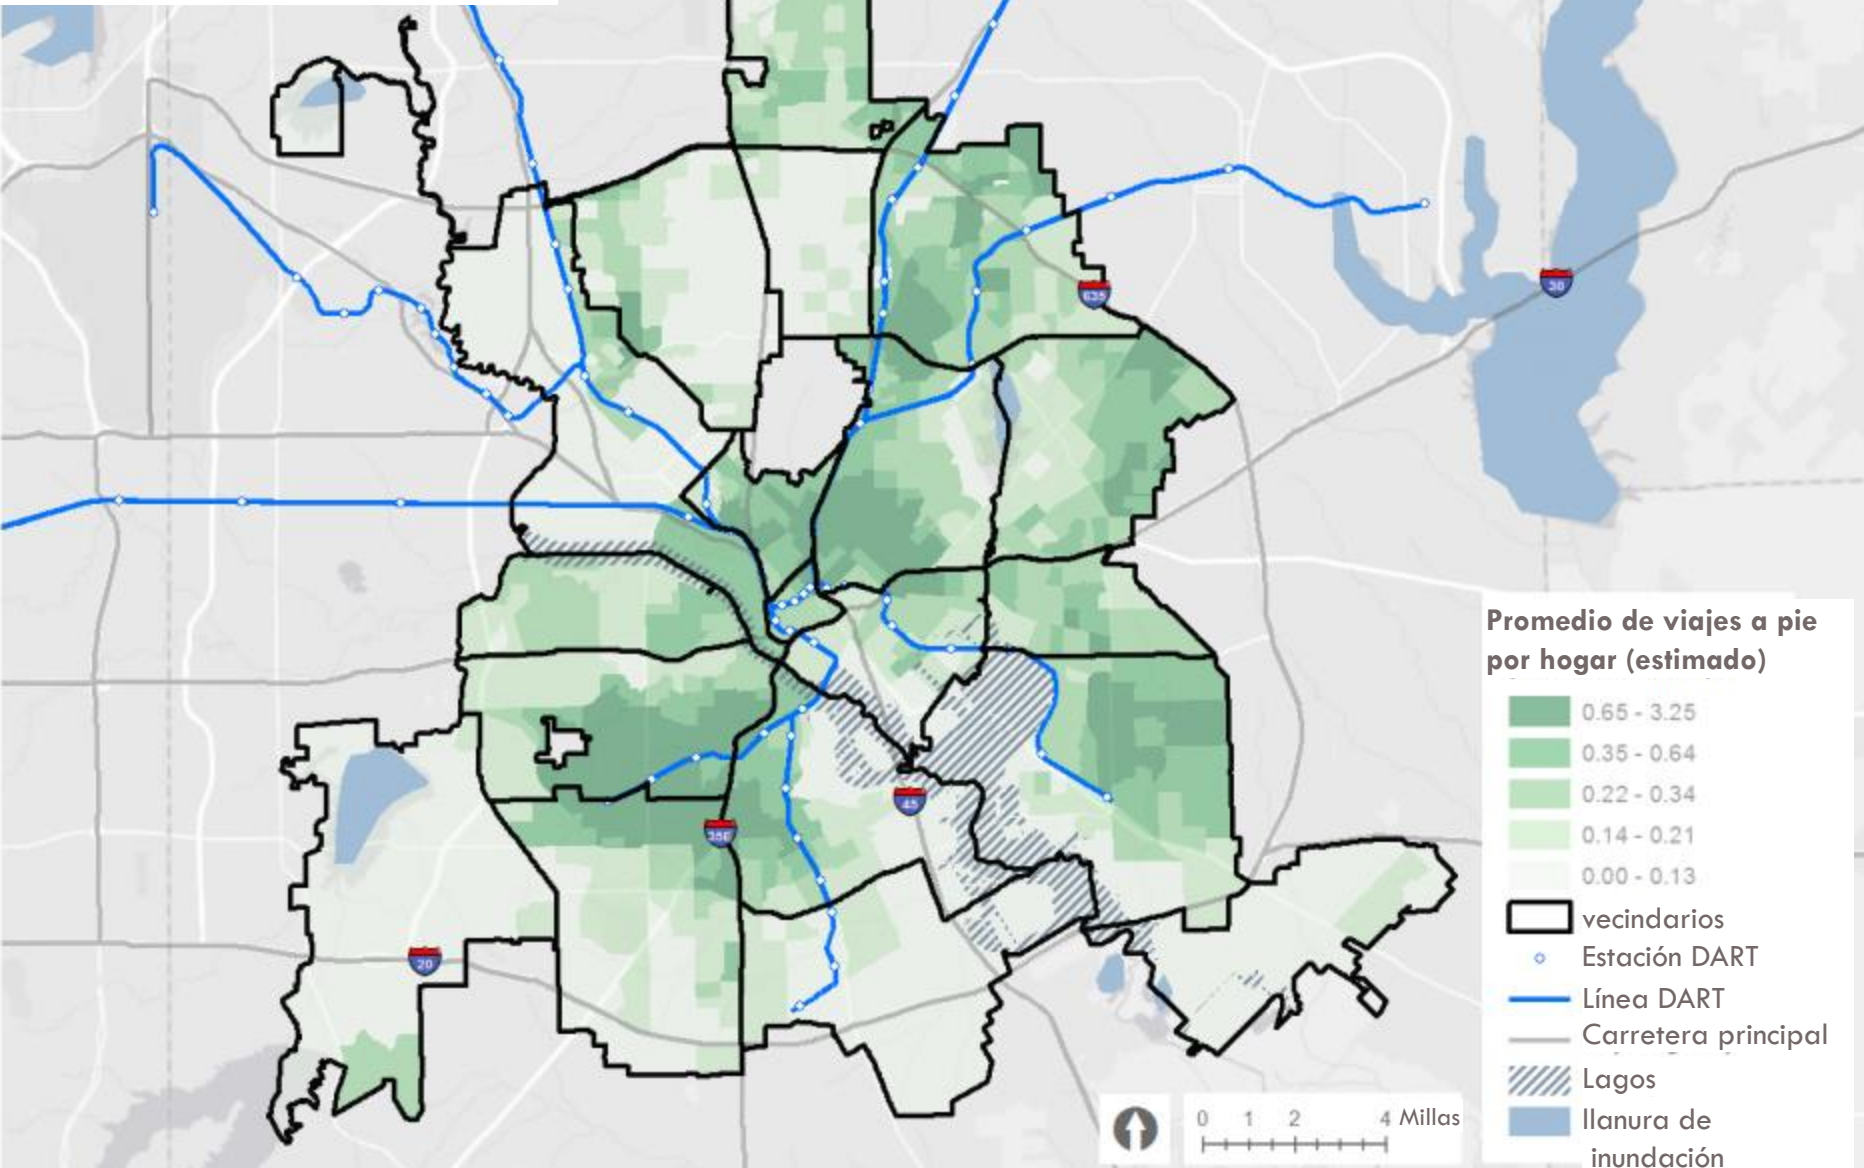 635
30
45
35E
20
Promedio de viajes a pie
por hogar (estimado)
0.65 - 3.25
0.35 - 0.64
0.22 - 0.34
0.14 - 0.21
0.00 - 0.13
vecindarios
Estación DART
Línea DART
Carretera principal
Lagos
llanura de
inundación
0 1 2 4 Millas